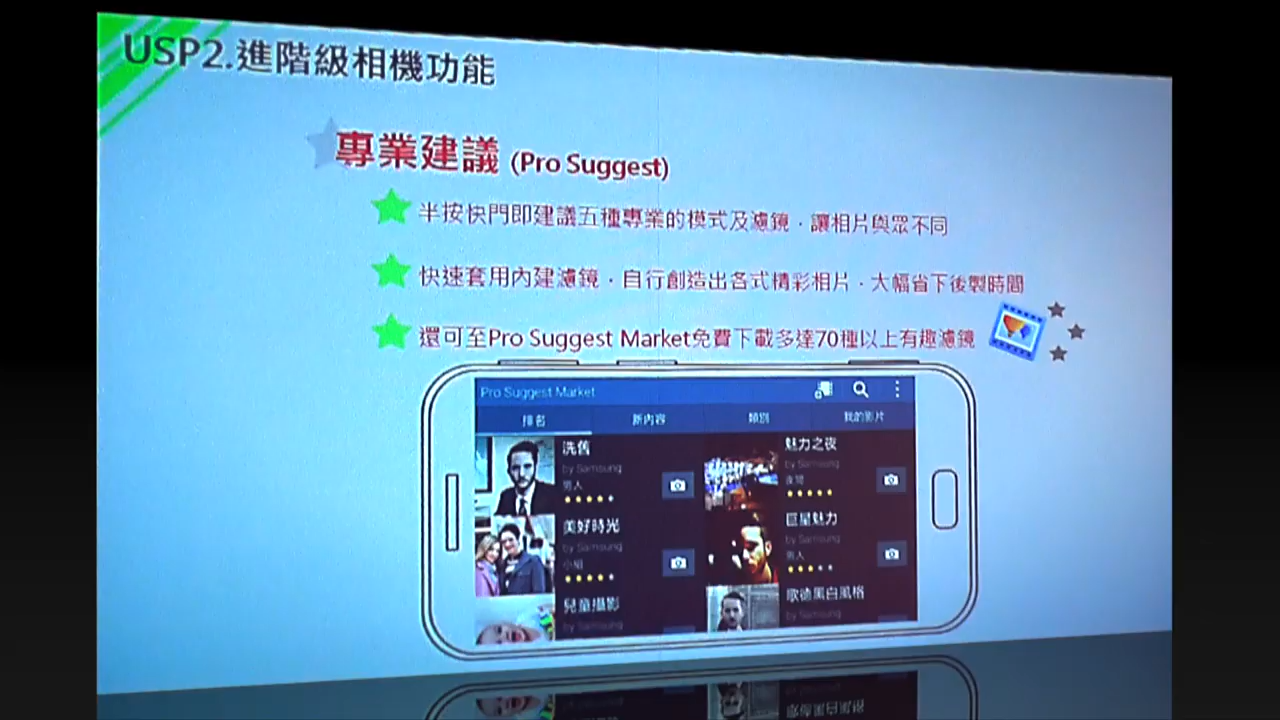 USP2.進階級相機功能
專業建議 (Pro Suggest)
半按快門即建議五種專業的模式及濾鏡，讓相片與眾不同
快速套用內建濾鏡，自行創造出各式精彩相片，大幅省下後製時間
還可至Pro Suggest Market免費下載多達70種以上有趣濾鏡
Pro Suggest Market
排名 新內容 類別 我的影片
洗舊
by Samsung
男人
魅力之夜
by Samsung
夜間
美好時光
by Samsung
小組
巨星魅力
by Samsung
男人
兒童攝影
by Samsung
歌德黑白風格
by Samsung